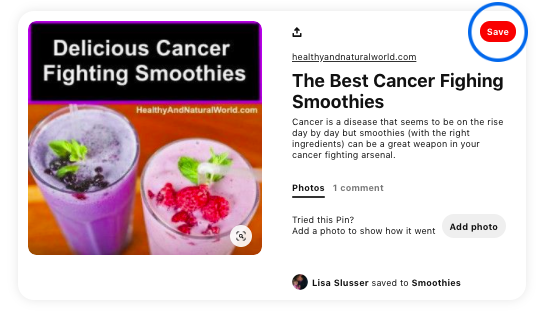 Delicious Cancer
Fighting Smoothies
HealthyAndNaturalWorld.com
Save
healthyandnaturalworld.com
The Best Cancer Fighing
Smoothies
Cancer is a disease that seems to be on the rise
day by day but smoothies (with the right
ingredients) can be a great weapon in your
cancer fighting arsenal.
Photos 1 comment
Tried this Pin?
Add a photo to show how it went
Add photo
Lisa Slusser saved to Smoothies